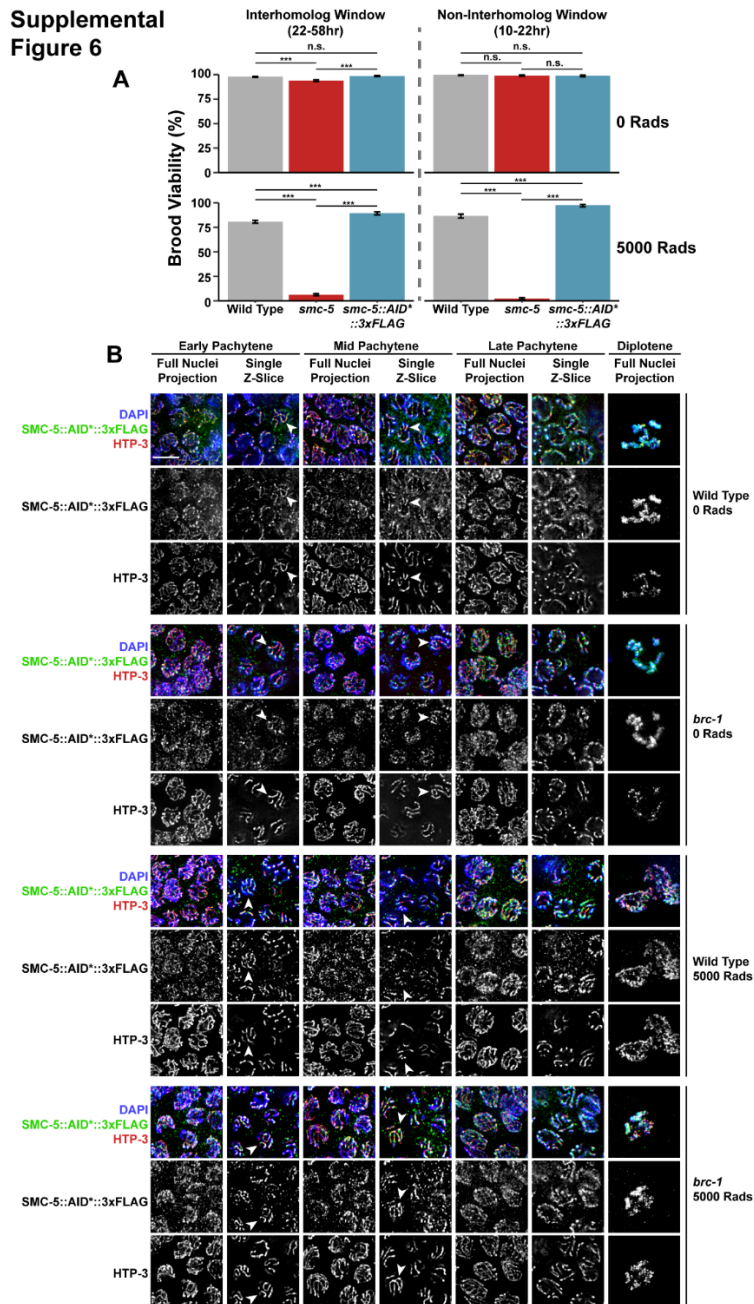 Supplemental
Figure 6
Interhomolog Window
(22-58hr)
Non-Interhomolog Window
(10-22hr)
A
n.s.
***
***
n.s.
n.s.
n.s.
100
75
50
25
0
0 Rads
Brood Viability (%)
***
***
***
***
***
***
100
75
50
25
0
5000 Rads
Wild Type
smc-5
smc-5::AID*
::3xFLAG
Wild Type
smc-5
smc-5::AID*
::3xFLAG
B
Early Pachytene
Mid Pachytene
Late Pachytene
Diplotene
Full Nuclei
Projection
Single
Z-Slice
Full Nuclei
Projection
Single
Z-Slice
Full Nuclei
Projection
Single
Z-Slice
Full Nuclei
Projection
DAPI
SMC-5::AID*::3xFLAG
HTP-3
SMC-5::AID*::3xFLAG
HTP-3
Wild Type
0 Rads
DAPI
SMC-5::AID*::3xFLAG
HTP-3
SMC-5::AID*::3xFLAG
HTP-3
brc-1
0 Rads
DAPI
SMC-5::AID*::3xFLAG
HTP-3
SMC-5::AID*::3xFLAG
HTP-3
Wild Type
5000 Rads
DAPI
SMC-5::AID*::3xFLAG
HTP-3
SMC-5::AID*::3xFLAG
HTP-3
brc-1
5000 Rads